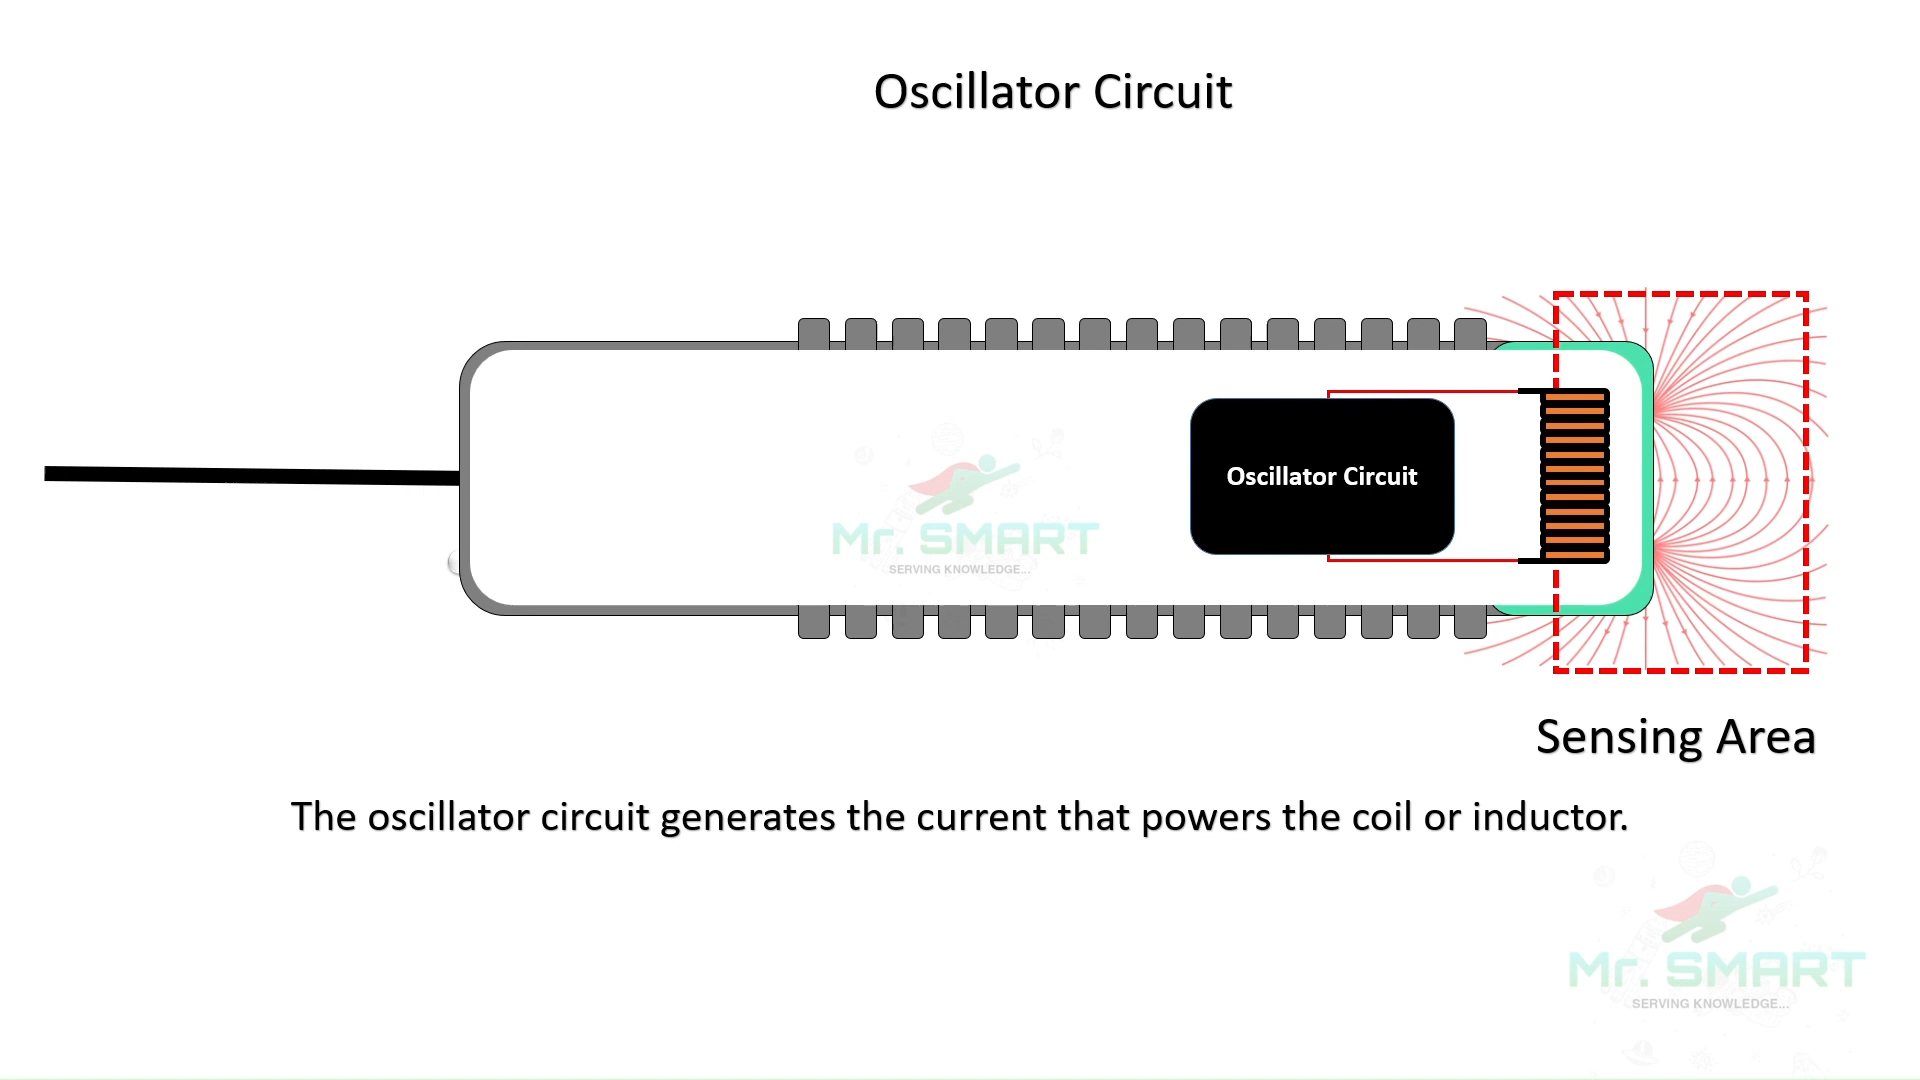 Oscillator Circuit
Oscillator Circuit
Mr. SMART
SERVING KNOWLEDGE...
Sensing Area
The oscillator circuit generates the current that powers the coil or inductor.
Mr. SMART
SERVING KNOWLEDGE...